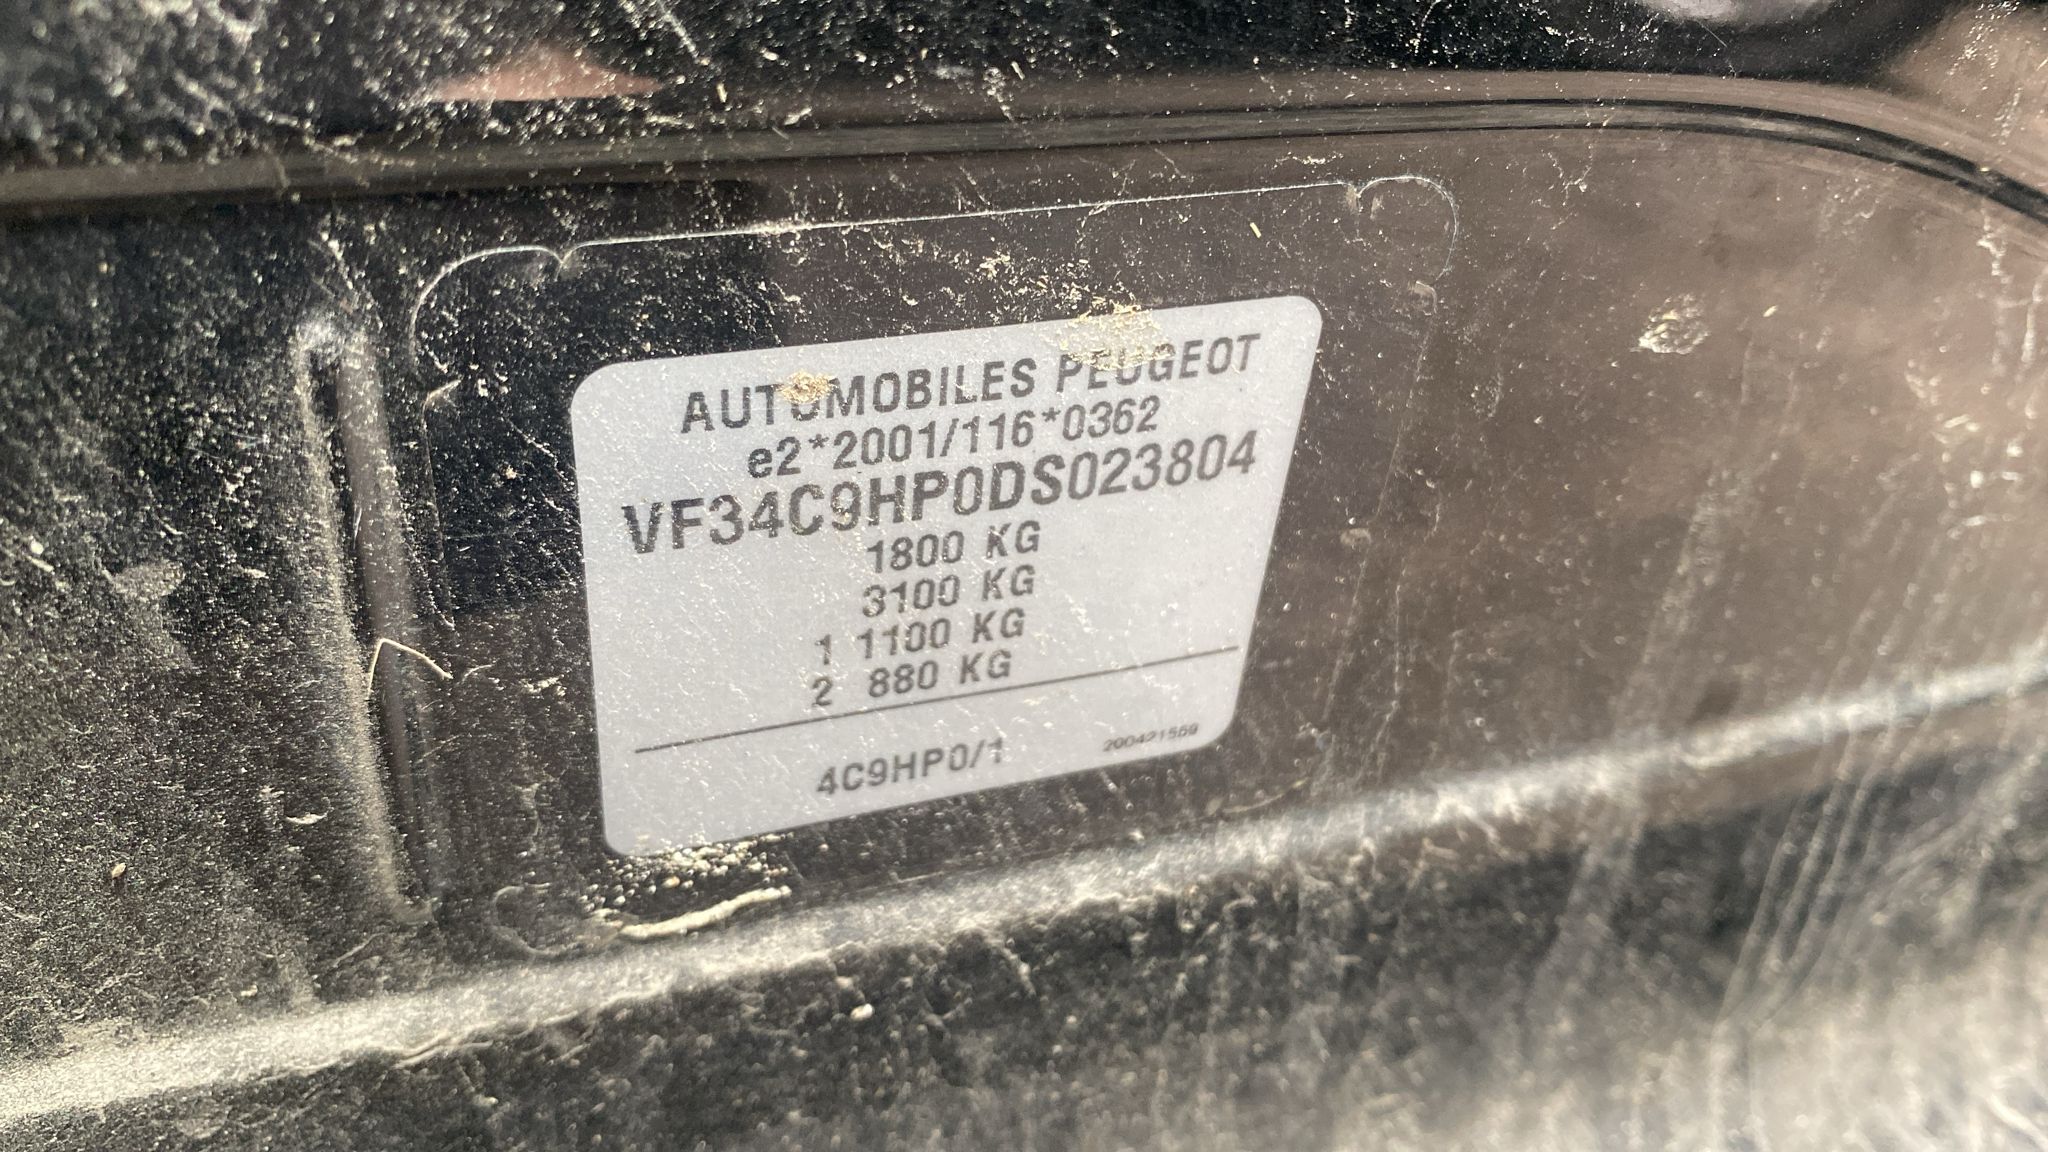 AUTOMOBILES PEUGEOT
e2*2001/116*0362
VF34C9HP0DS023804
1800 KG
3100 KG
1 1100 KG
2 880 KG
4C9HP0/1
200421559